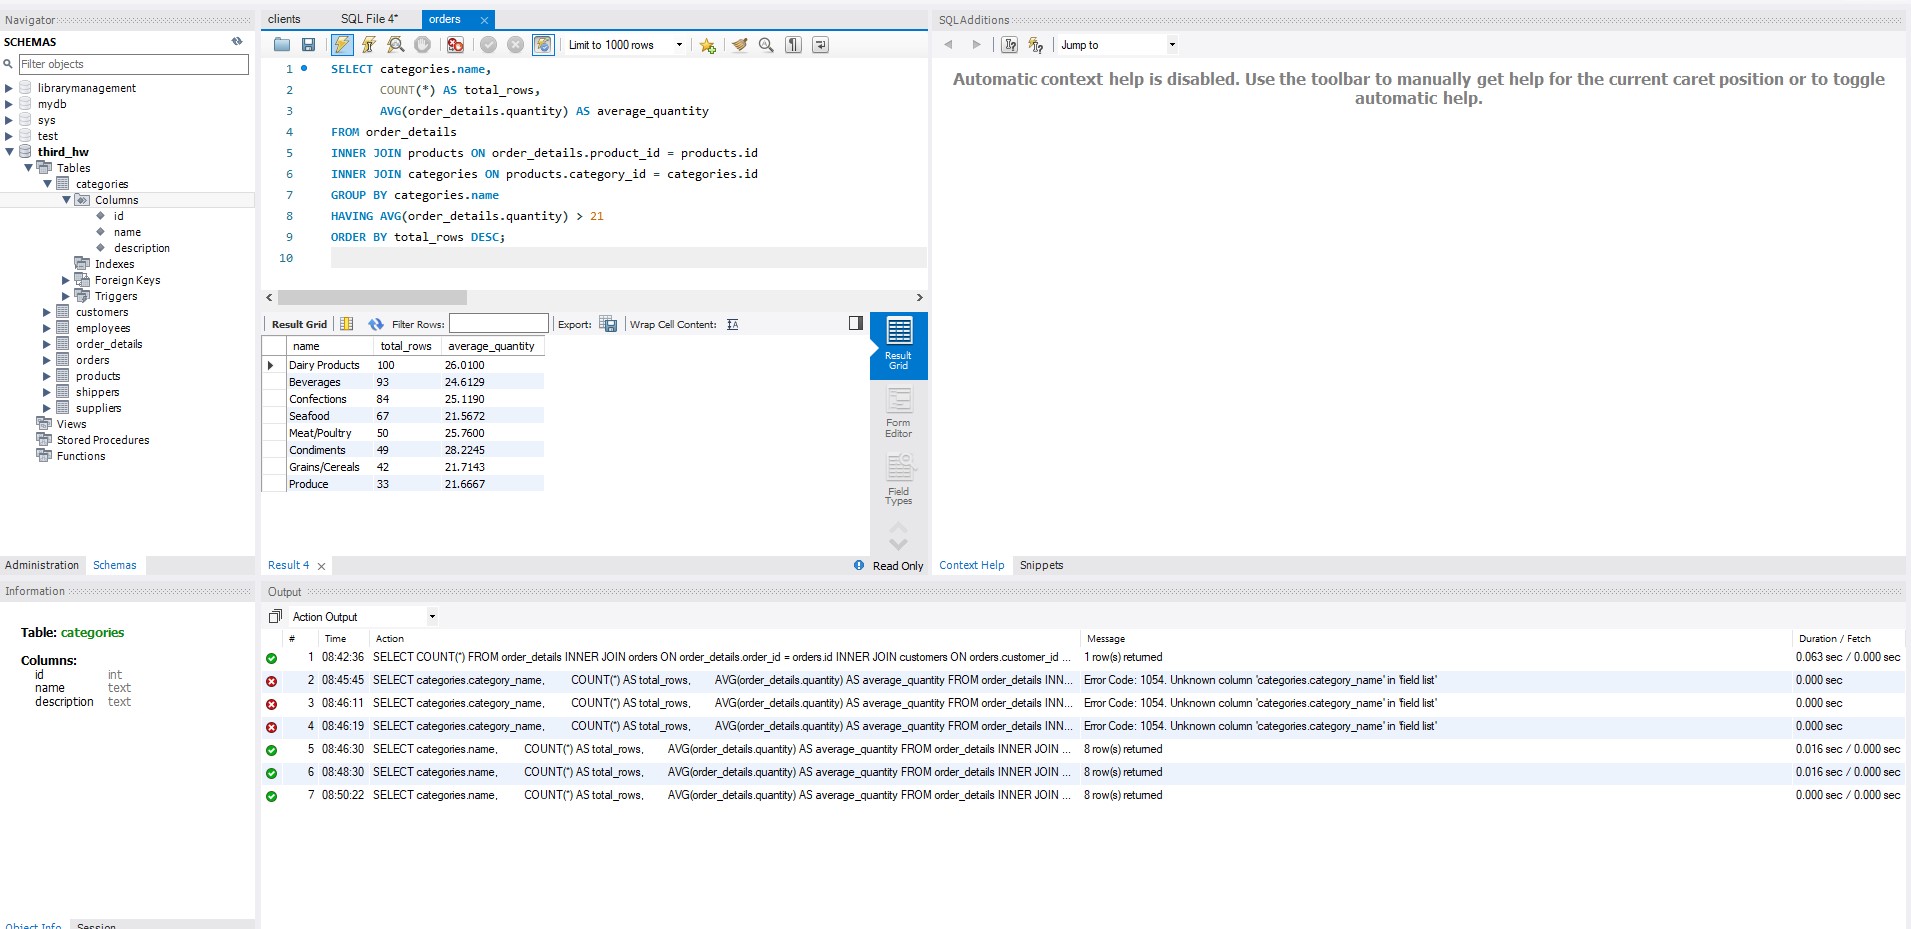 Navigator
SCHEMAS
Filter objects
librarymanagement
mydb
sys
test
third_hw
Tables
categories
Columns
id
name
description
Indexes
Foreign Keys
Triggers
customers
employees
order_details
orders
products
shippers
suppliers
Views
Stored Procedures
Functions
Administration Schemas
Information
Table: categories
Columns:
id int
name text
description text
Object Info Session
clients SQL File 4* orders
Limit to 1000 rows
1 SELECT categories.name,
2 COUNT(*) AS total_rows,
3 AVG(order_details.quantity) AS average_quantity
4 FROM order_details
5 INNER JOIN products ON order_details.product_id = products.id
6 INNER JOIN categories ON products.category_id = categories.id
7 GROUP BY categories.name
8 HAVING AVG(order_details.quantity) > 21
9 ORDER BY total_rows DESC;
10
Result Grid Filter Rows: Export: Wrap Cell Content:
name total_rows average_quantity
Dairy Products 100 26.0100
Beverages 93 24.6129
Confections 84 25.1190
Seafood 67 21.5672
Meat/Poultry 50 25.7600
Condiments 49 28.2245
Grains/Cereals 42 21.7143
Produce 33 21.6667
Result
Grid
Form
Editor
Field
Types
Result 4 Read Only
SQLAdditions
Jump to
Automatic context help is disabled. Use the toolbar to manually get help for the current caret position or to toggle
automatic help.
Context Help Snippets
Output
Action Output
# Time Action Message Duration / Fetch
1 08:42:36 SELECT COUNT(*) FROM order_details INNER JOIN orders ON order_details.order_id = orders.id INNER JOIN customers ON orders.customer_id ... 1 row(s) returned 0.063 sec / 0.000 sec
2 08:45:45 SELECT categories.category_name, COUNT(*) AS total_rows, AVG(order_details.quantity) AS average_quantity FROM order_details INN... Error Code: 1054. Unknown column 'categories.category_name' in 'field list' 0.000 sec
3 08:46:11 SELECT categories.category_name, COUNT(*) AS total_rows, AVG(order_details.quantity) AS average_quantity FROM order_details INN... Error Code: 1054. Unknown column 'categories.category_name' in 'field list' 0.000 sec
4 08:46:19 SELECT categories.category_name, COUNT(*) AS total_rows, AVG(order_details.quantity) AS average_quantity FROM order_details INN... Error Code: 1054. Unknown column 'categories.category_name' in 'field list' 0.000 sec
5 08:46:30 SELECT categories.name, COUNT(*) AS total_rows, AVG(order_details.quantity) AS average_quantity FROM order_details INNER JOIN ... 8 row(s) returned 0.016 sec / 0.000 sec
6 08:48:30 SELECT categories.name, COUNT(*) AS total_rows, AVG(order_details.quantity) AS average_quantity FROM order_details INNER JOIN ... 8 row(s) returned 0.016 sec / 0.000 sec
7 08:50:22 SELECT categories.name, COUNT(*) AS total_rows, AVG(order_details.quantity) AS average_quantity FROM order_details INNER JOIN ... 8 row(s) returned 0.000 sec / 0.000 sec